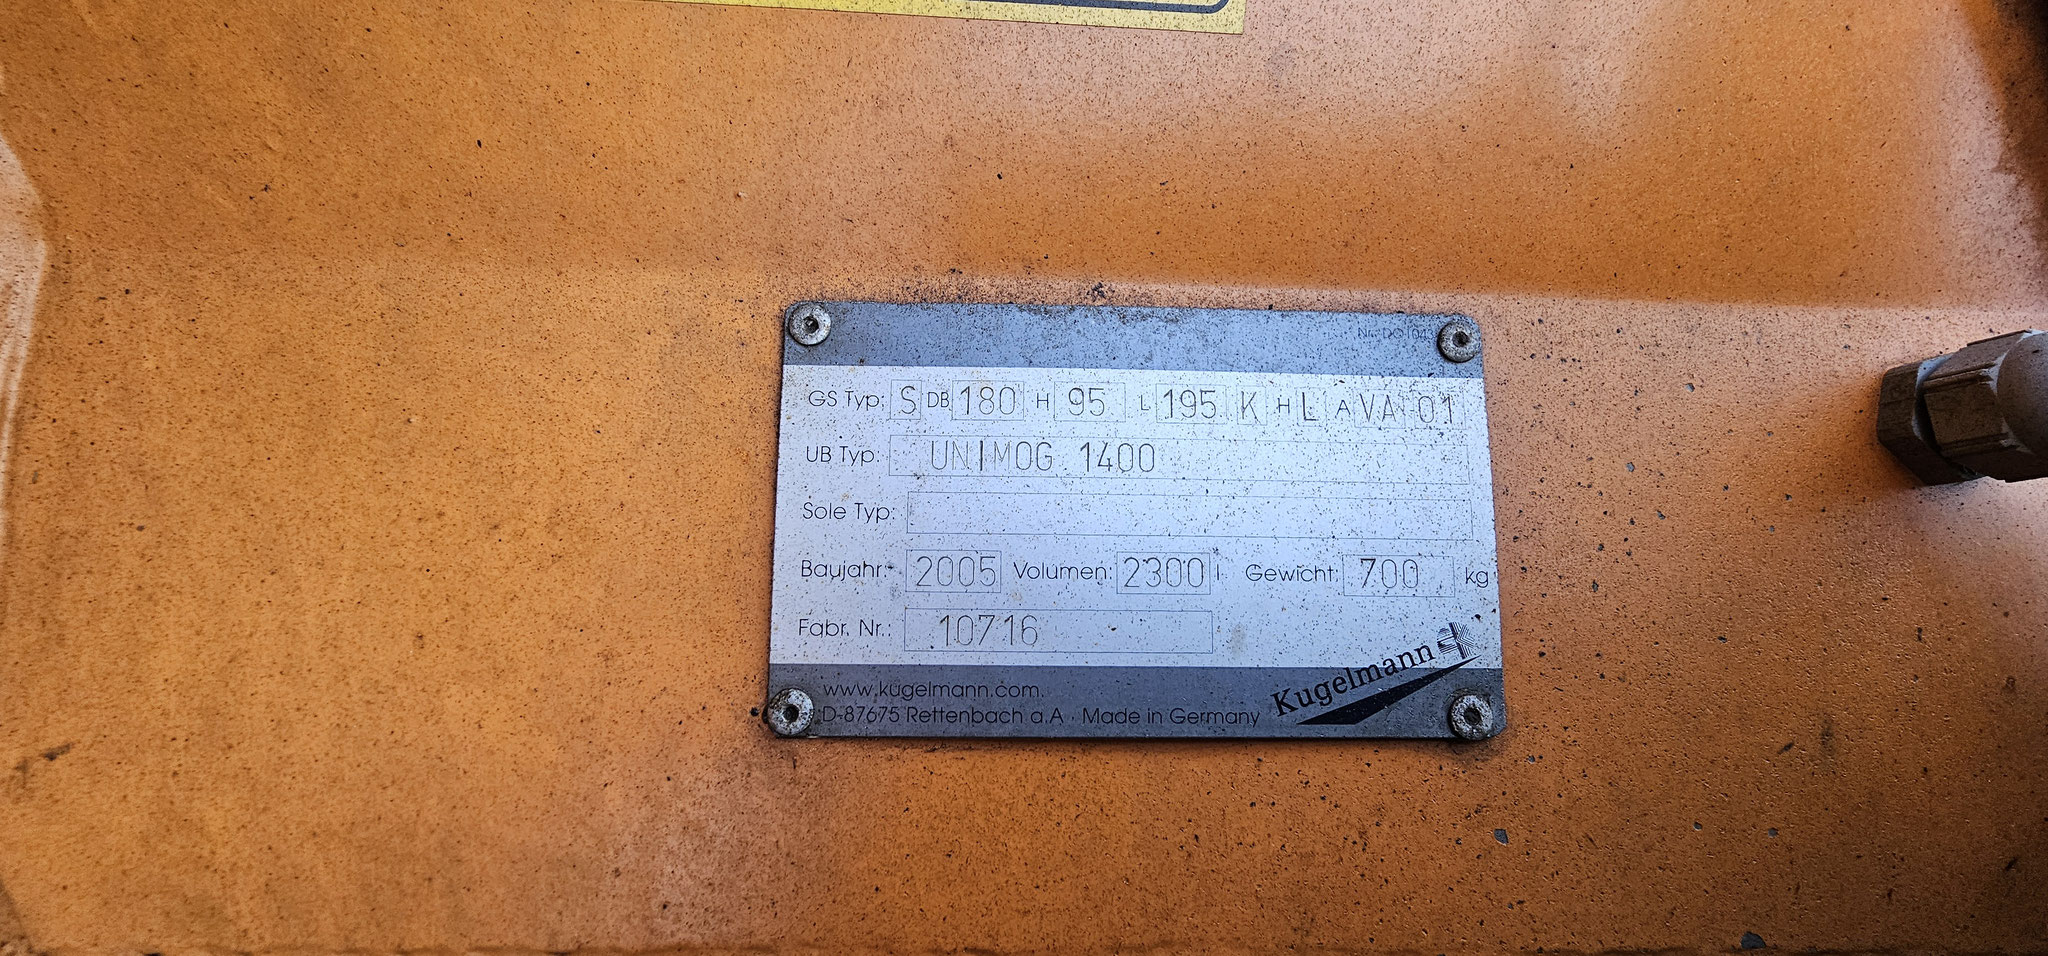 GS Typ: S DB 180 H 95 L 195 K H L A VA 01
UB Typ: UNIMOG 1400
Sole Typ:
Baujahr: 2005 Volumen: 2300 l Gewicht: 700 kg
Fabr. Nr.: 10716
Kugelmann
www.kugelmann.com
D-87675 Rettenbach a.A · Made in Germany